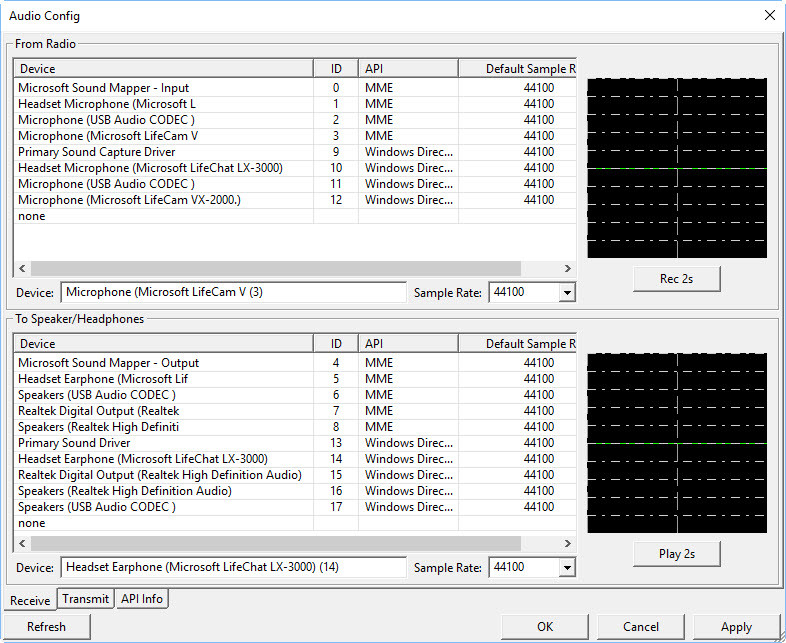 Audio Config
From Radio
Device ID API Default Sample R
Microsoft Sound Mapper - Input 0 MME 44100
Headset Microphone (Microsoft L 1 MME 44100
Microphone (USB Audio CODEC ) 2 MME 44100
Microphone (Microsoft LifeCam V 3 MME 44100
Primary Sound Capture Driver 9 Windows Direc... 44100
Headset Microphone (Microsoft LifeChat LX-3000) 10 Windows Direc... 44100
Microphone (USB Audio CODEC ) 11 Windows Direc... 44100
Microphone (Microsoft LifeCam VX-2000.) 12 Windows Direc... 44100
none
Rec 2s
Device: Microphone (Microsoft LifeCam V (3) Sample Rate: 44100
To Speaker/Headphones
Device ID API Default Sample R
Microsoft Sound Mapper - Output 4 MME 44100
Headset Earphone (Microsoft Lif 5 MME 44100
Speakers (USB Audio CODEC ) 6 MME 44100
Realtek Digital Output (Realtek 7 MME 44100
Speakers (Realtek High Definiti 8 MME 44100
Primary Sound Driver 13 Windows Direc... 44100
Headset Earphone (Microsoft LifeChat LX-3000) 14 Windows Direc... 44100
Realtek Digital Output (Realtek High Definition Audio) 15 Windows Direc... 44100
Speakers (Realtek High Definition Audio) 16 Windows Direc... 44100
Speakers (USB Audio CODEC ) 17 Windows Direc... 44100
none
Play 2s
Device: Headset Earphone (Microsoft LifeChat LX-3000) (14) Sample Rate: 44100
Receive Transmit API Info
Refresh OK Cancel Apply